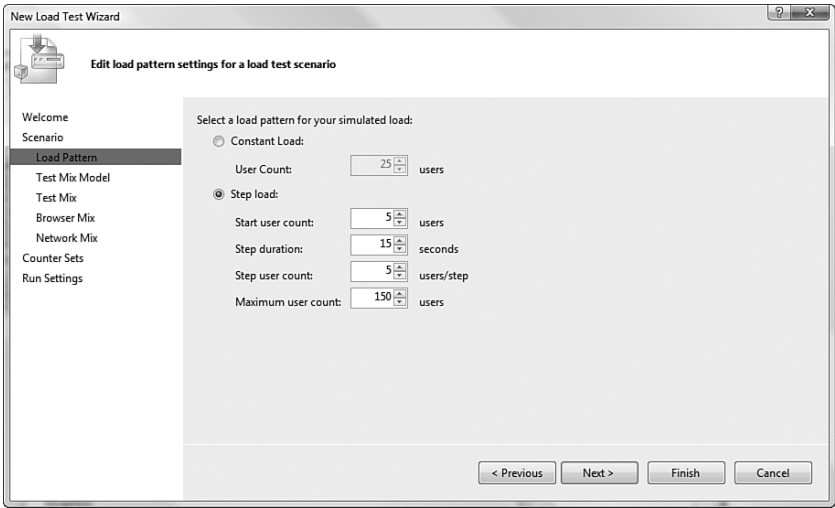 New Load Test Wizard
Edit load pattern settings for a load test scenario
Welcome
Scenario
Load Pattern
Test Mix Model
Test Mix
Browser Mix
Network Mix
Counter Sets
Run Settings
Select a load pattern for your simulated load:
Constant Load:
User Count: 25 users
Step load:
Start user count: 5 users
Step duration: 15 seconds
Step user count: 5 users/step
Maximum user count: 150 users
< Previous Next > Finish Cancel